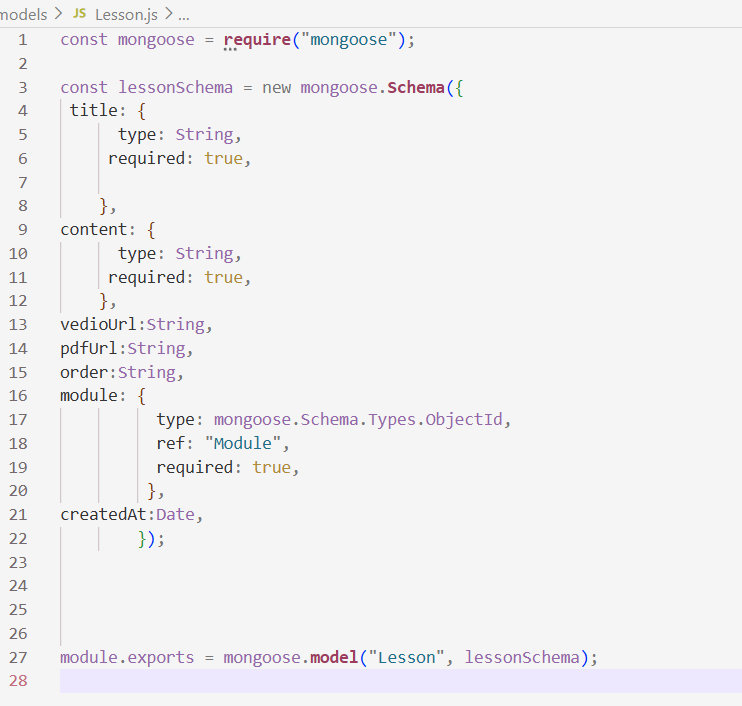 models > JS Lesson.js > ...
1 const mongoose = require("mongoose");
2
3 const lessonSchema = new mongoose.Schema({
4 title: {
5 type: String,
6 required: true,
7
8 },
9 content: {
10 type: String,
11 required: true,
12 },
13 vedioUrl:String,
14 pdfUrl:String,
15 order:String,
16 module: {
17 type: mongoose.Schema.Types.ObjectId,
18 ref: "Module",
19 required: true,
20 },
21 createdAt:Date,
22 });
23
24
25
26
27 module.exports = mongoose.model("Lesson", lessonSchema);
28